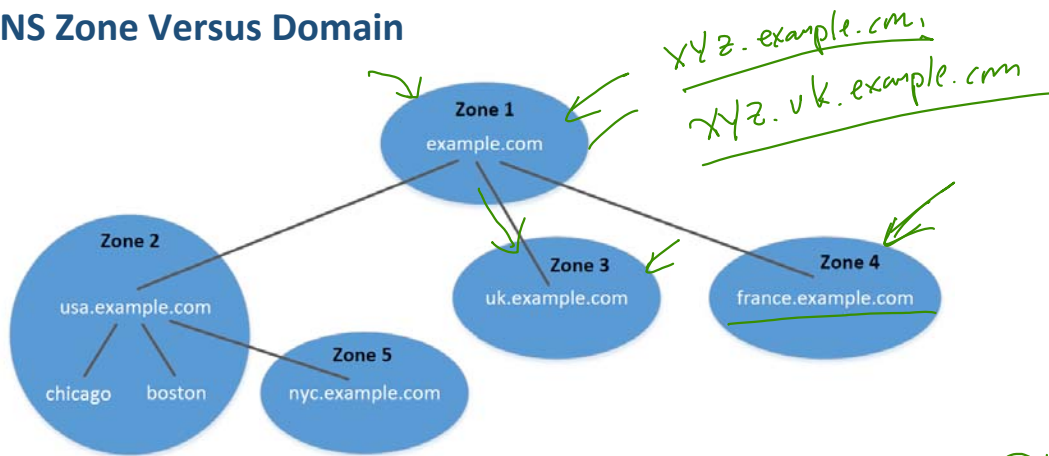 NS Zone Versus Domain
XYZ.example.com.
XYZ.uk.example.com
Zone 1
example.com
Zone 2
usa.example.com
chicago boston
Zone 5
nyc.example.com
Zone 3
uk.example.com
Zone 4
france.example.com